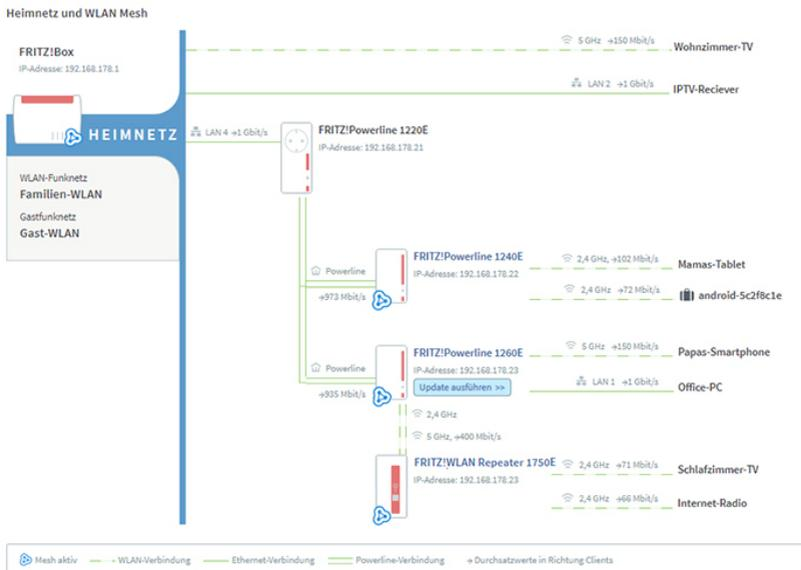 Heimnetz und WLAN Mesh
FRITZ!Box
IP-Adresse: 192.168.178.1
HEIMNETZ
WLAN-Funknetz
Familien-WLAN
Gastfunknetz
Gast-WLAN
5 GHz →150 Mbit/s
Wohnzimmer-TV
LAN 2 →1 Gbit/s
IPTV-Reciever
LAN 4 →1 Gbit/s
FRITZ!Powerline 1220E
IP-Adresse: 192.168.178.21
Powerline
→973 Mbit/s
FRITZ!Powerline 1240E
IP-Adresse: 192.168.178.22
2,4 GHz, →102 Mbit/s
Mamas-Tablet
2,4 GHz →72 Mbit/s
android-5c2f8c1e
Powerline
→935 Mbit/s
FRITZ!Powerline 1260E
IP-Adresse: 192.168.178.23
Update ausführen >>
5 GHz →150 Mbit/s
Papas-Smartphone
LAN 1 →1 Gbit/s
Office-PC
2,4 GHz
5 GHz, →400 Mbit/s
FRITZ!WLAN Repeater 1750E
IP-Adresse: 192.168.178.23
2,4 GHz →71 Mbit/s
Schlafzimmer-TV
2,4 GHz →66 Mbit/s
Internet-Radio
Mesh aktiv
WLAN-Verbindung
Ethernet-Verbindung
Powerline-Verbindung
→ Durchsatzwerte in Richtung Clients